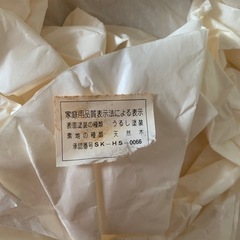 家庭用品質表示法による表示
表面塗装の種類 うるし塗装
素地の種類 天然木
承認番号SK-HS-0066